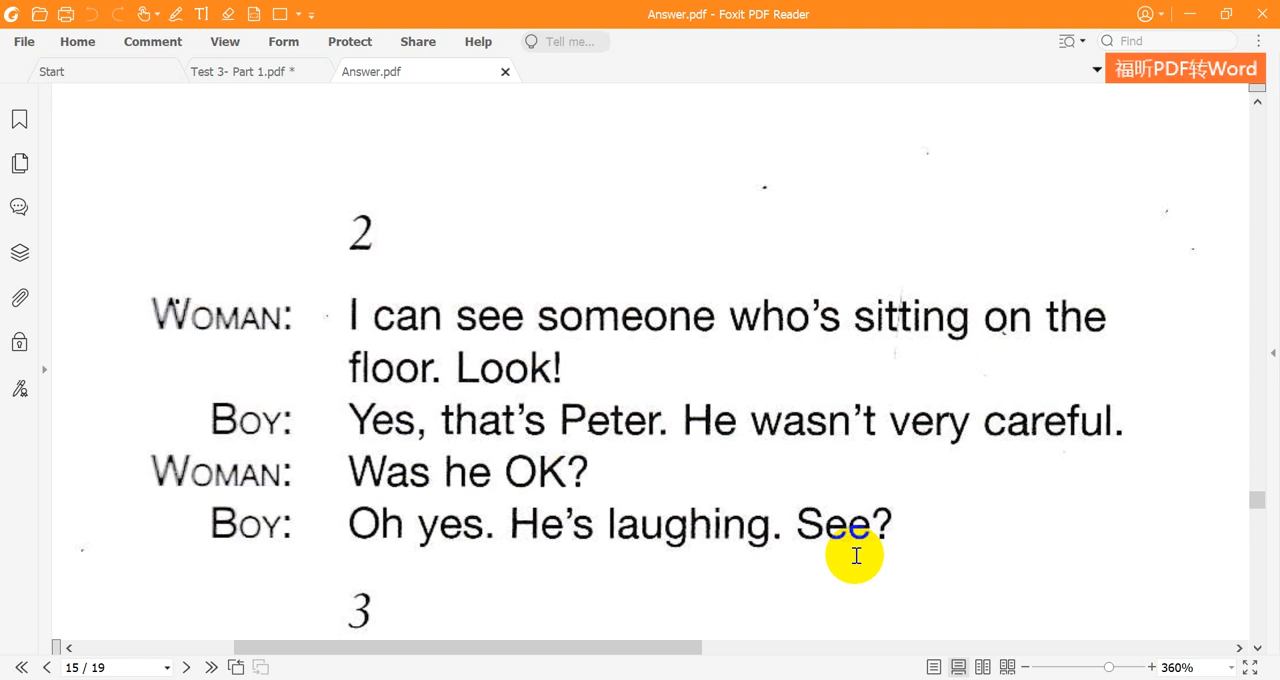 Answer.pdf - Foxit PDF Reader
File Home Comment View Form Protect Share Help Tell me... Find
Start Test 3- Part 1.pdf * Answer.pdf
福昕PDF转Word
2
WOMAN: I can see someone who's sitting on the
floor. Look!
BOY: Yes, that's Peter. He wasn't very careful.
WOMAN: Was he OK?
BOY: Oh yes. He's laughing. See?
3
15 / 19 360%